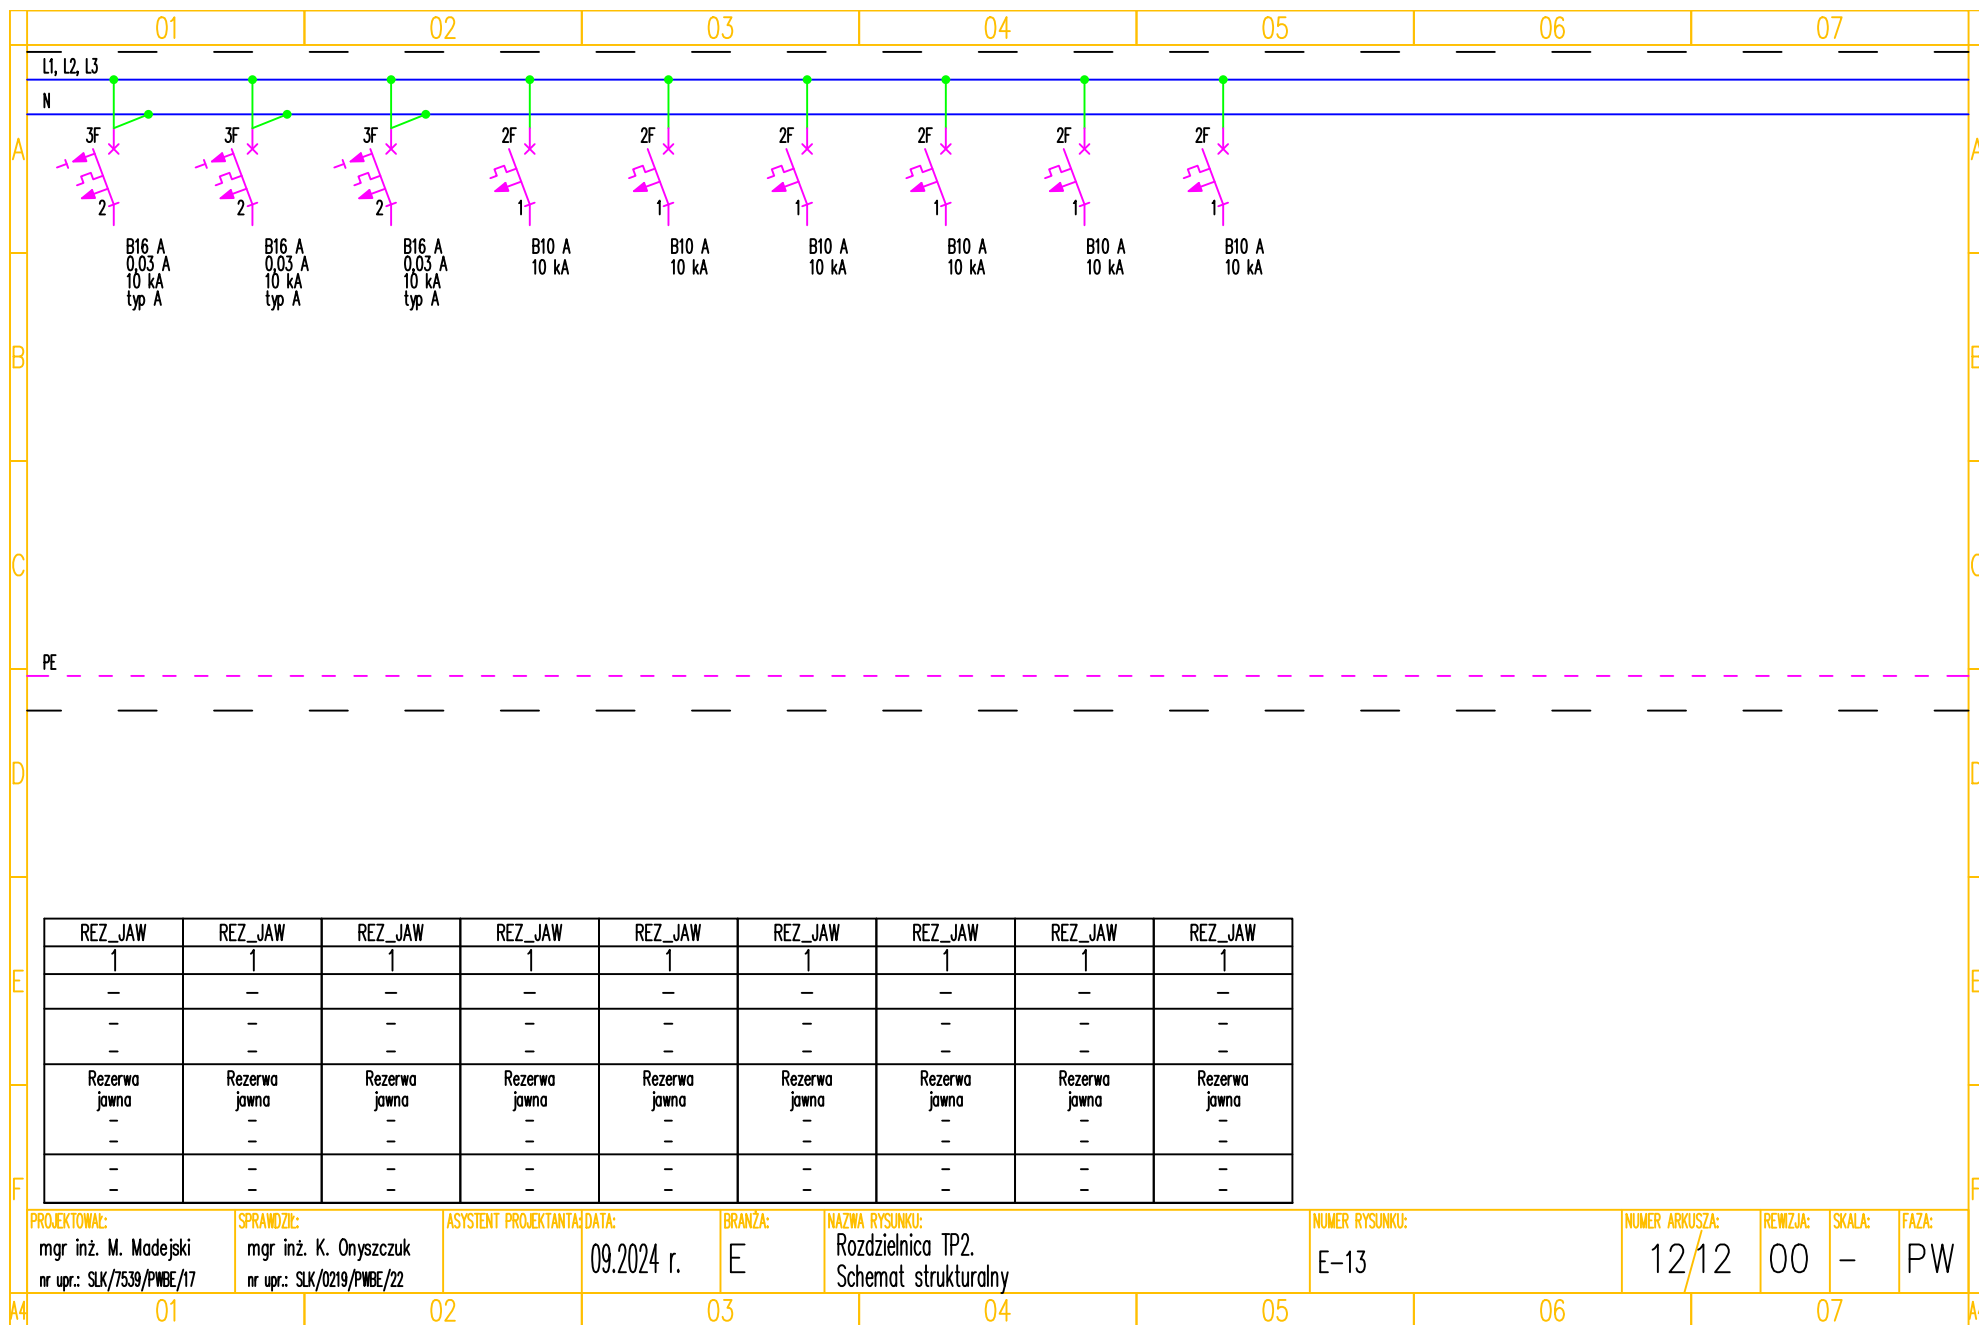 01 02 03 04 05 06 07
L1, L2, L3
N
A A
3F 3F 3F 2F 2F 2F 2F 2F 2F
2 2 2 1 1 1 1 1 1
B16 A B16 A B16 A B10 A B10 A B10 A B10 A B10 A B10 A
0,03 A 0,03 A 0,03 A
10 kA 10 kA 10 kA 10 kA 10 kA 10 kA 10 kA 10 kA 10 kA
typ A typ A typ A
B B
C C
PE
D D
REZ_JAW REZ_JAW REZ_JAW REZ_JAW REZ_JAW REZ_JAW REZ_JAW REZ_JAW REZ_JAW
1 1 1 1 1 1 1 1 1
E E
- - - - - - - - -
- - - - - - - - -
- - - - - - - - -
Rezerwa Rezerwa Rezerwa Rezerwa Rezerwa Rezerwa Rezerwa Rezerwa Rezerwa
jawna jawna jawna jawna jawna jawna jawna jawna jawna
- - - - - - - - -
- - - - - - - - -
- - - - - - - - -
- - - - - - - - -
F F
PROJEKTOWAŁ: SPRAWDZIŁ: ASYSTENT PROJEKTANTA: DATA: BRANŻA: NAZWA RYSUNKU: NUMER RYSUNKU: NUMER ARKUSZA: REWIZJA: SKALA: FAZA:
mgr inż. M. Madejski mgr inż. K. Onyszczuk 09.2024 r. E Rozdzielnica TP2. E-13 12/12 00 - PW
nr upr.: SLK/7539/PWBE/17 nr upr.: SLK/0219/PWBE/22 Schemat strukturalny
A4 01 02 03 04 05 06 07